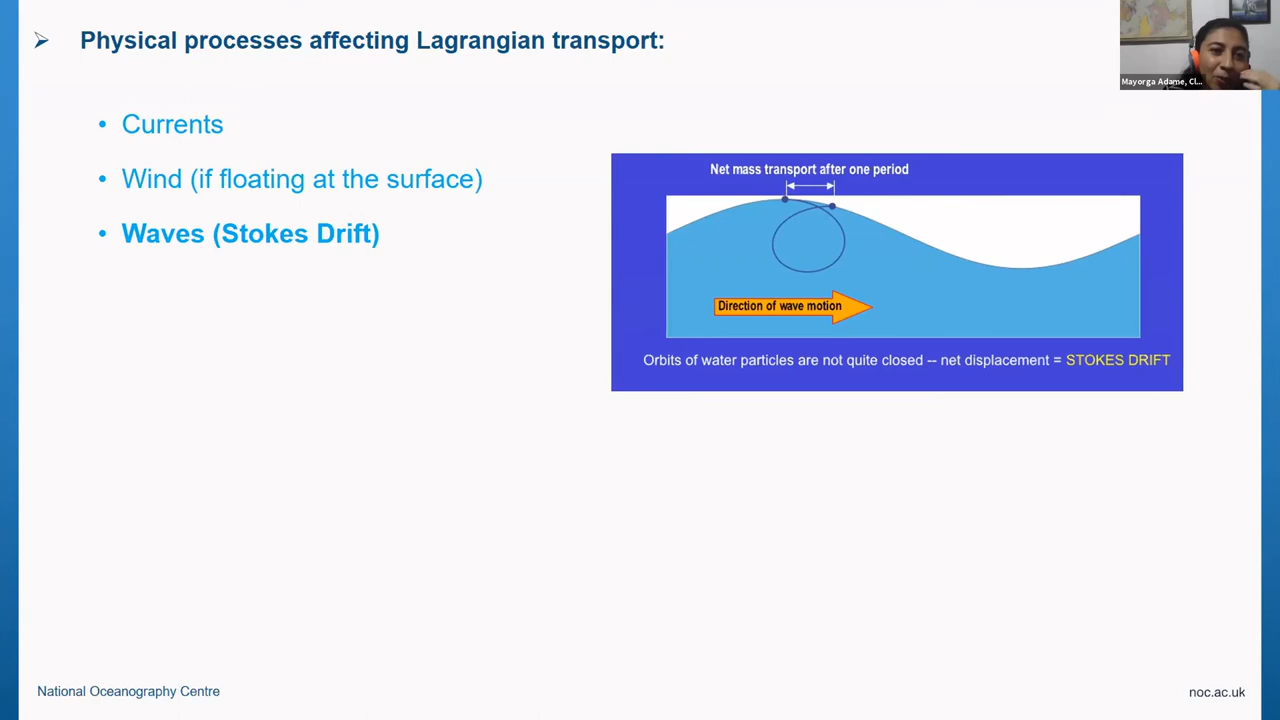 Physical processes affecting Lagrangian transport:
Mayorga Adame, Cl...
• Currents
• Wind (if floating at the surface)
• Waves (Stokes Drift)
Net mass transport after one period
Direction of wave motion
Orbits of water particles are not quite closed -- net displacement = STOKES DRIFT
National Oceanography Centre
noc.ac.uk